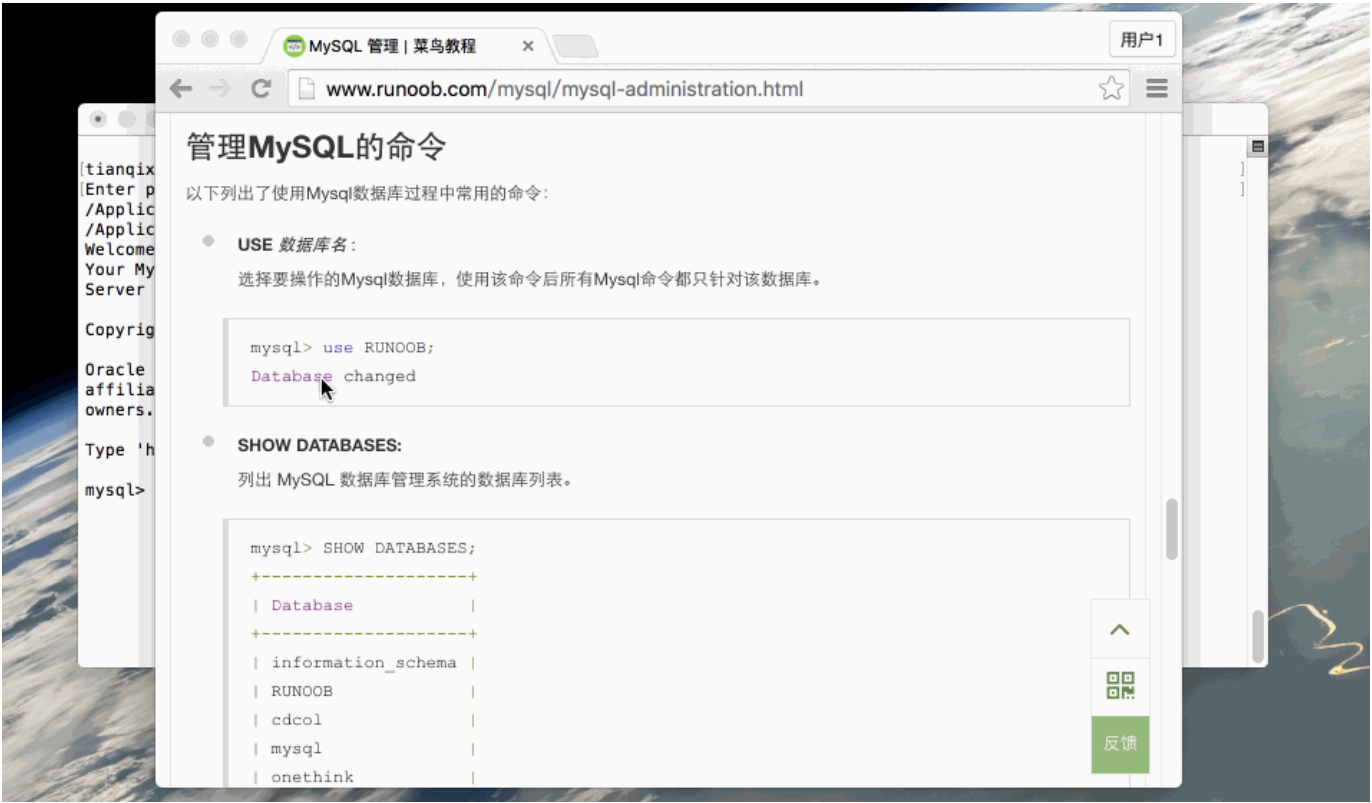 MySQL 管理 | 菜鸟教程
用户1
www.runoob.com/mysql/mysql-administration.html
管理MySQL的命令
以下列出了使用Mysql数据库过程中常用的命令：
USE 数据库名 :
选择要操作的Mysql数据库，使用该命令后所有Mysql命令都只针对该数据库。
mysql> use RUNOOB;
Database changed
SHOW DATABASES:
列出 MySQL 数据库管理系统的数据库列表。
mysql> SHOW DATABASES;
+--------------------+
| Database           |
+--------------------+
| information_schema |
| RUNOOB             |
| cdcol              |
| mysql              |
| onethink           |
反馈
[tianqix
[Enter p
/Applic
/Applic
Welcome
Your My
Server
Copyrig
Oracle
affilia
owners.
Type 'h
mysql>